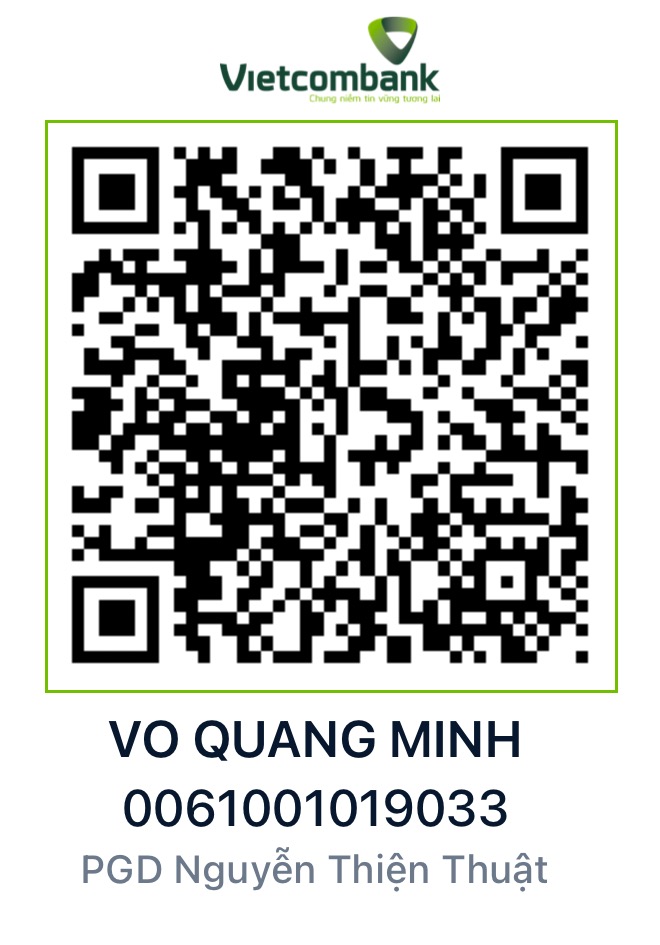 Vietcombank
Chung niềm tin vững tương lai
VO QUANG MINH
0061001019033
PGD Nguyễn Thiện Thuật